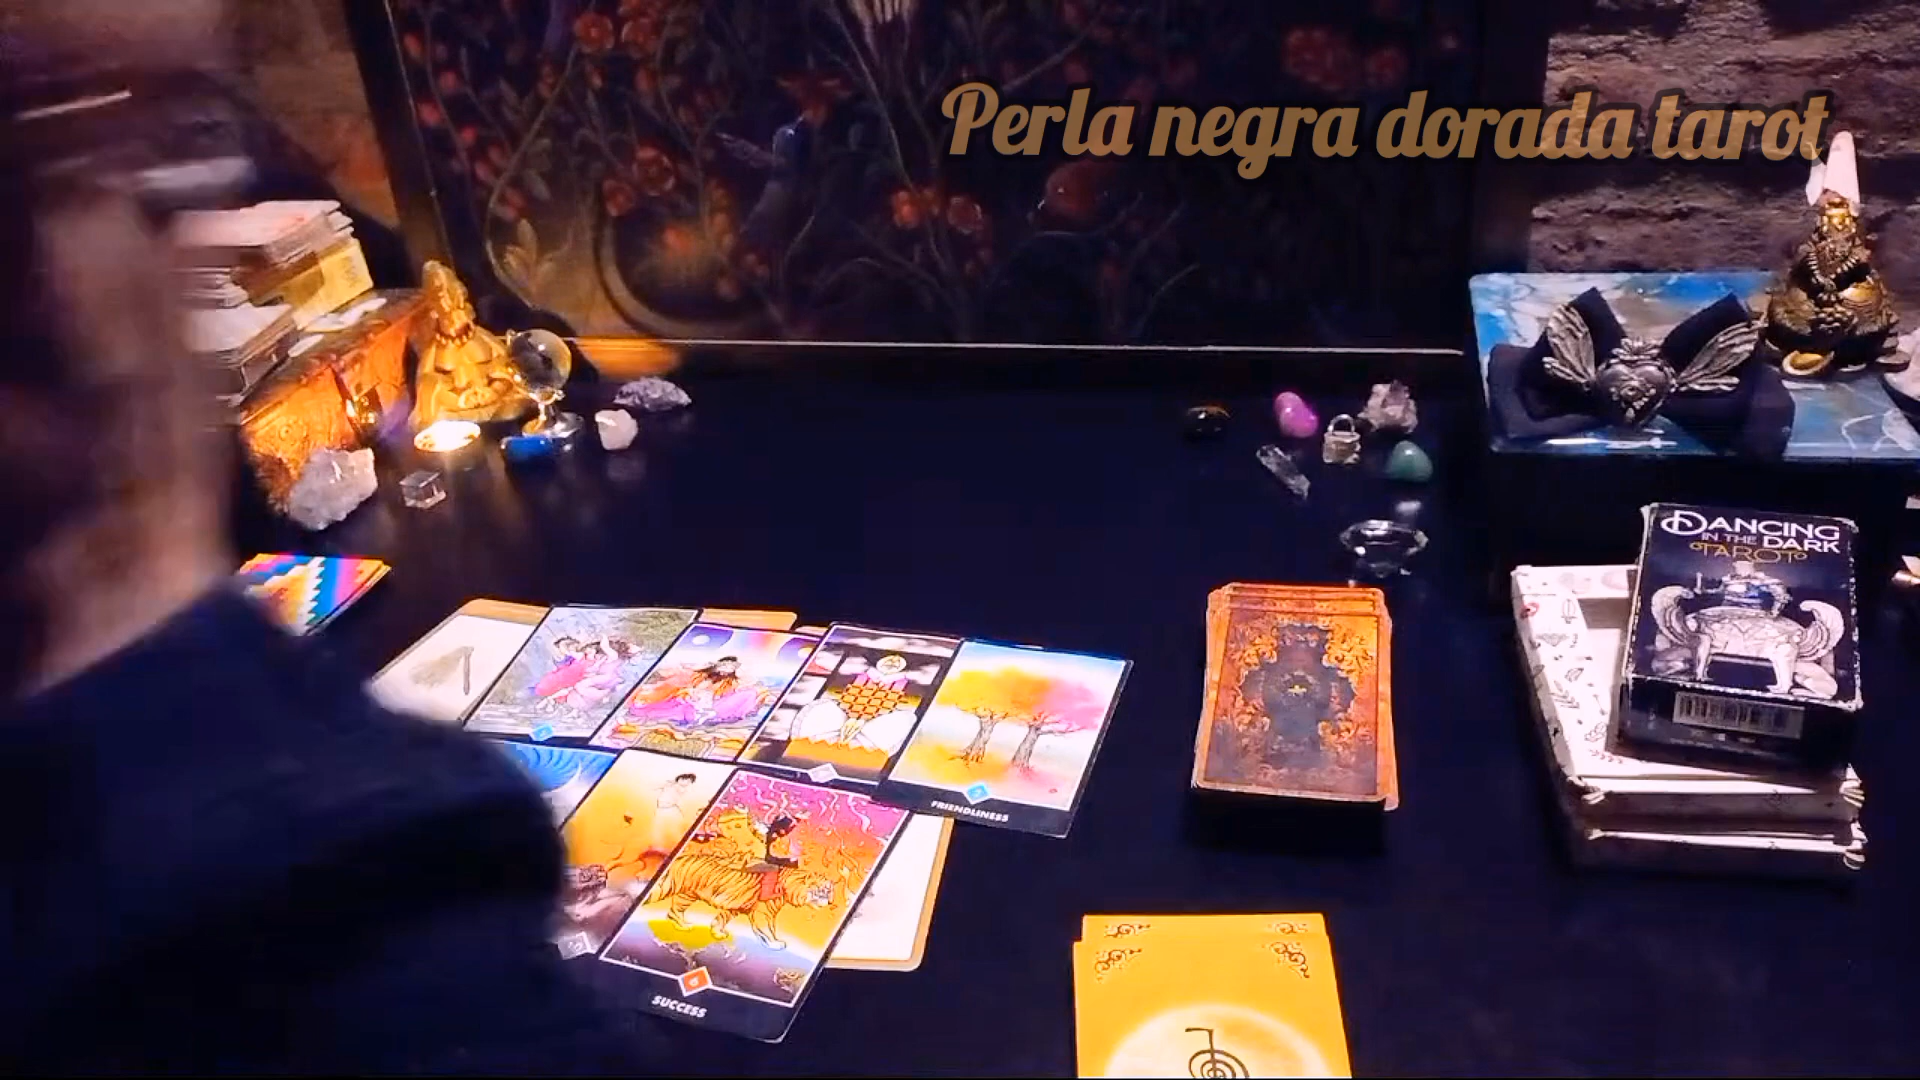 Perla negra dorada tarot
DANCING
IN THE DARK
TAROT
FRIENDLINESS
SUCCESS